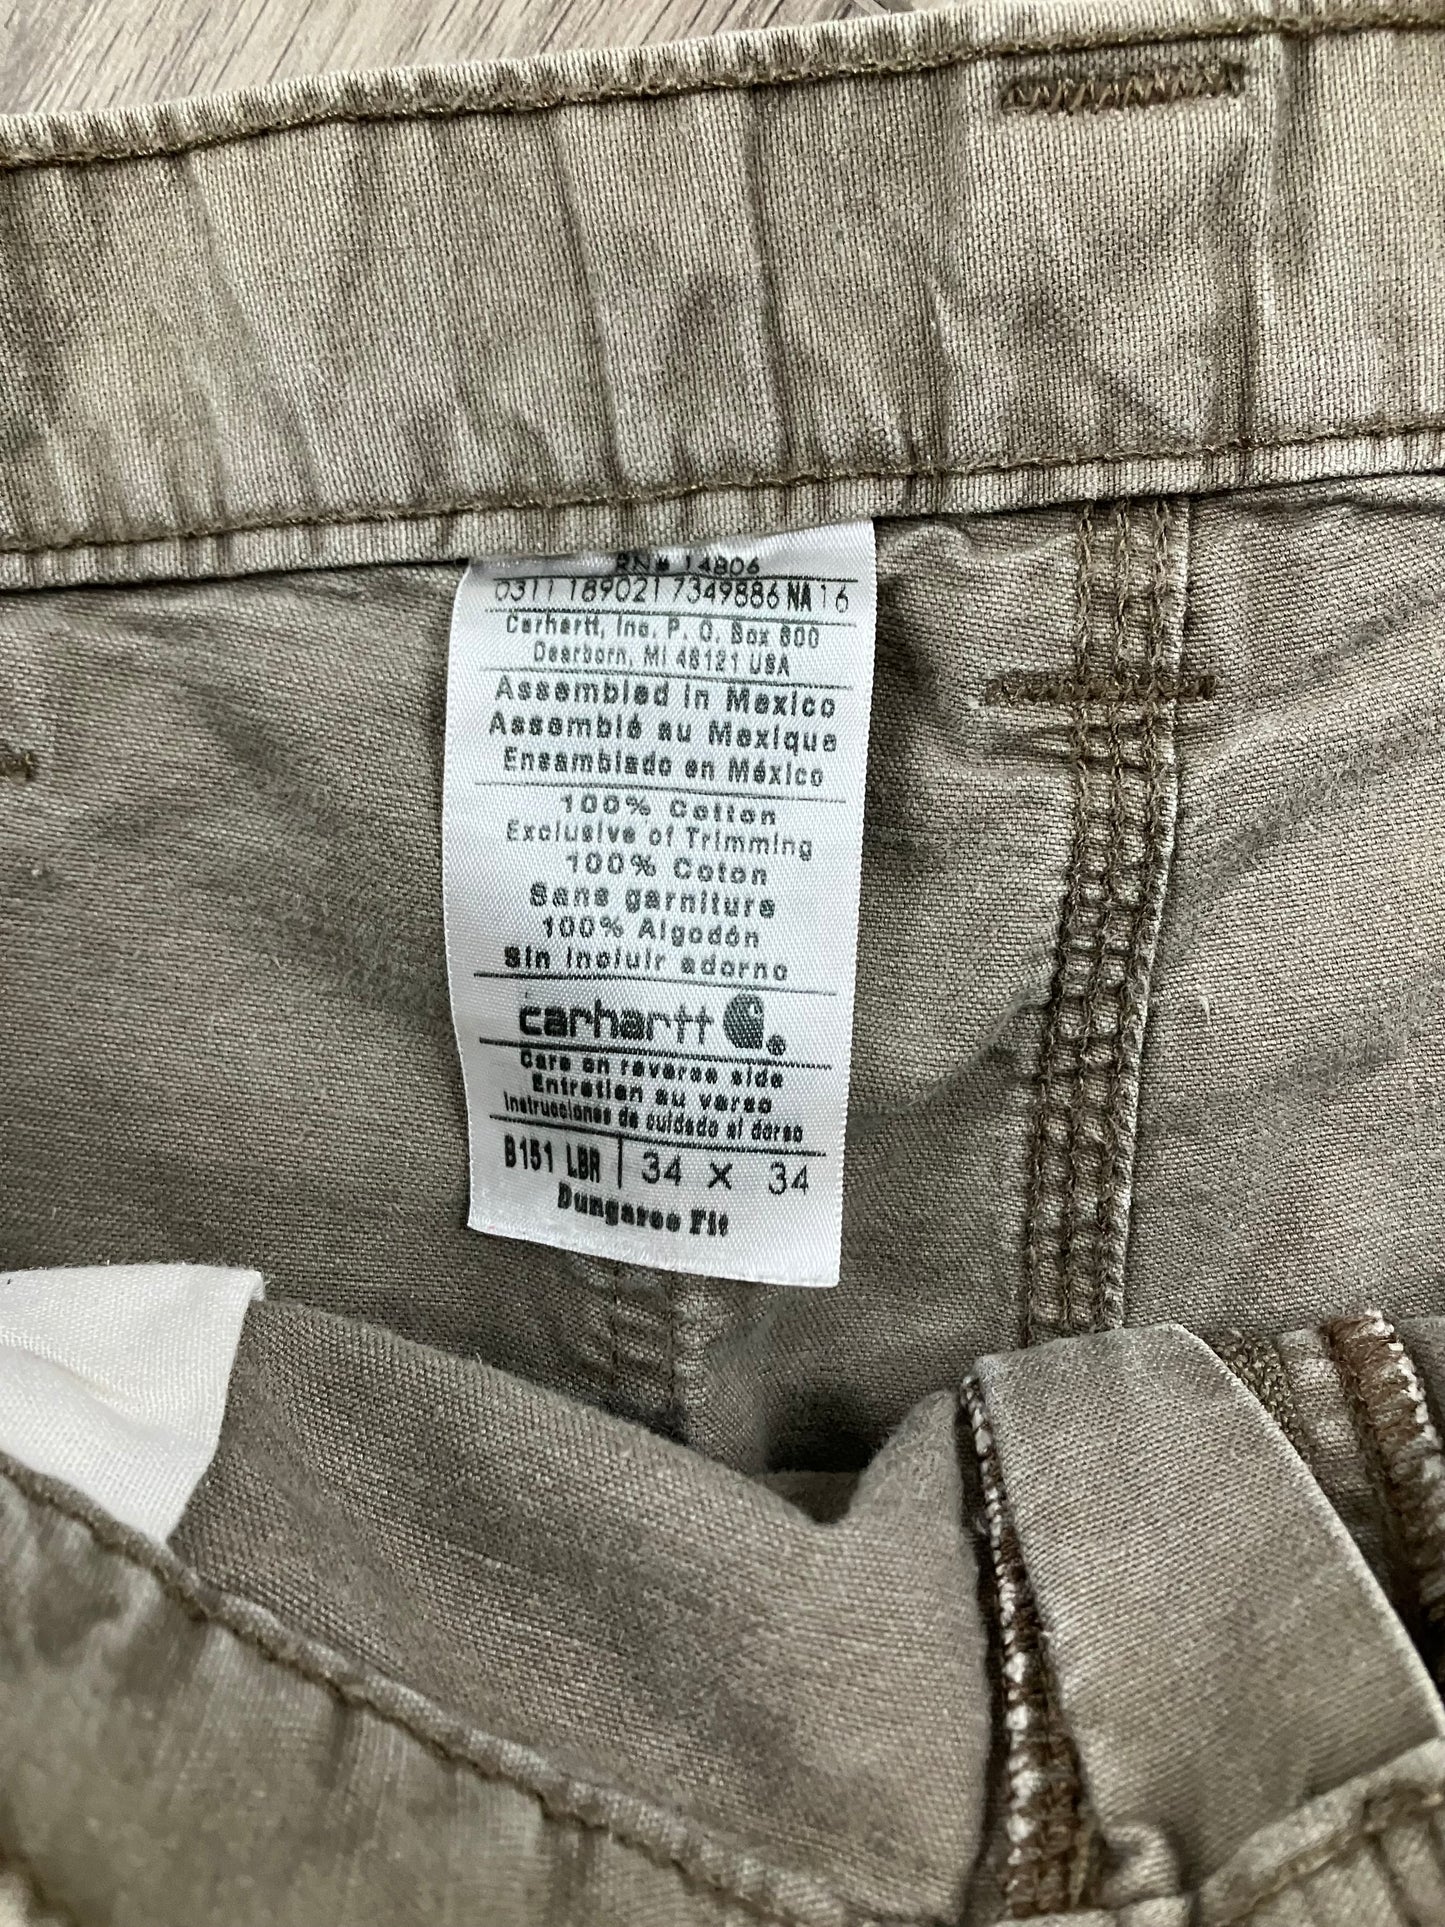 RN# 14806
0311 189021 7349886 NA 16
Carhartt, Inc. P. O. Box 600
Dearborn, MI 48121 USA
Assembled in Mexico
Assemblé au Mexique
Ensamblado en México
100% Cotton
Exclusive of Trimming
100% Coton
Sans garniture
100% Algodón
Sin incluir adorno
carhartt ®
Care on reverse side
Entretien au verso
Instrucciones de cuidado al dorso
B151 LBR | 34 x 34
Dungaree Fit